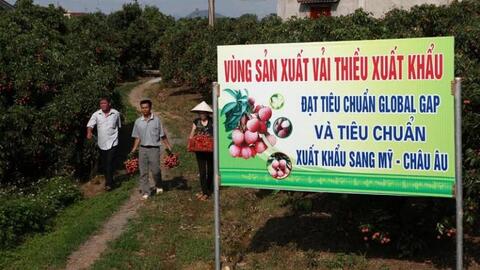 VÙNG SẢN XUẤT VẢI THIỀU XUẤT KHẨU
ĐẠT TIÊU CHUẨN GLOBAL GAP
VÀ TIÊU CHUẨN
XUẤT KHẨU SANG MỸ - CHÂU ÂU